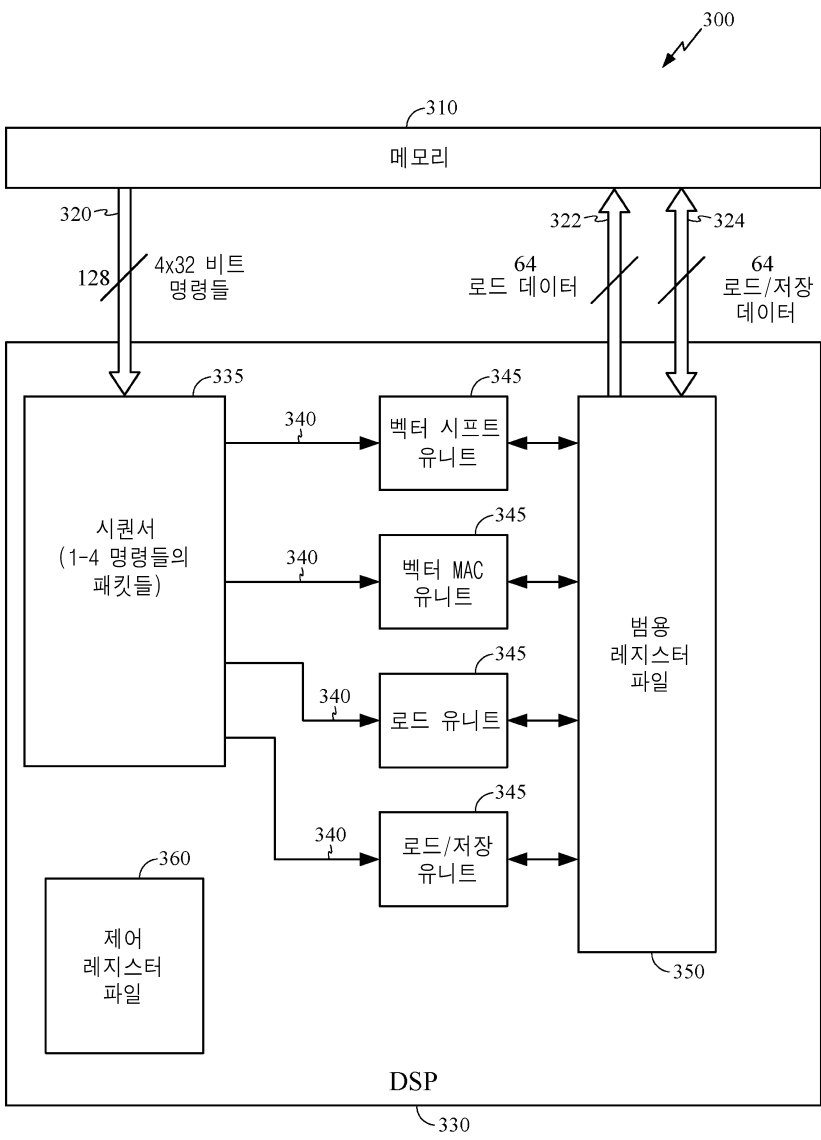 300
310
메모리
320
322
324
128
4x32 비트
명령들
64
로드 데이터
64
로드/저장
데이터
335
시퀀서
(1-4 명령들의
패킷들)
340
345
벡터 시프트
유니트
340
345
벡터 MAC
유니트
340
345
로드 유니트
340
345
로드/저장
유니트
범용
레지스터
파일
350
360
제어
레지스터
파일
DSP
330